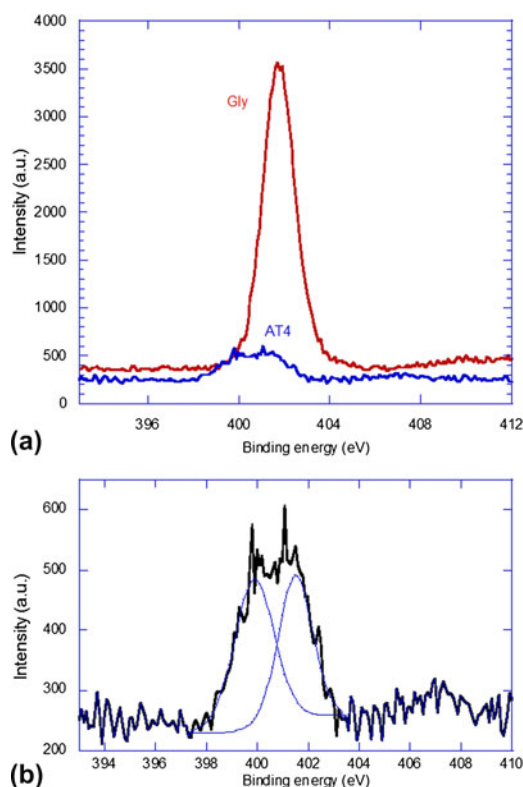 4000
3500
3000
2500
2000
1500
1000
500
0
Intensity (a.u.)
Gly
AT4
396 400 404 408 412
Binding energy (eV)
(a)
600
500
400
300
200
Intensity (a.u.)
394 396 398 400 402 404 406 408 410
Binding energy (eV)
(b)